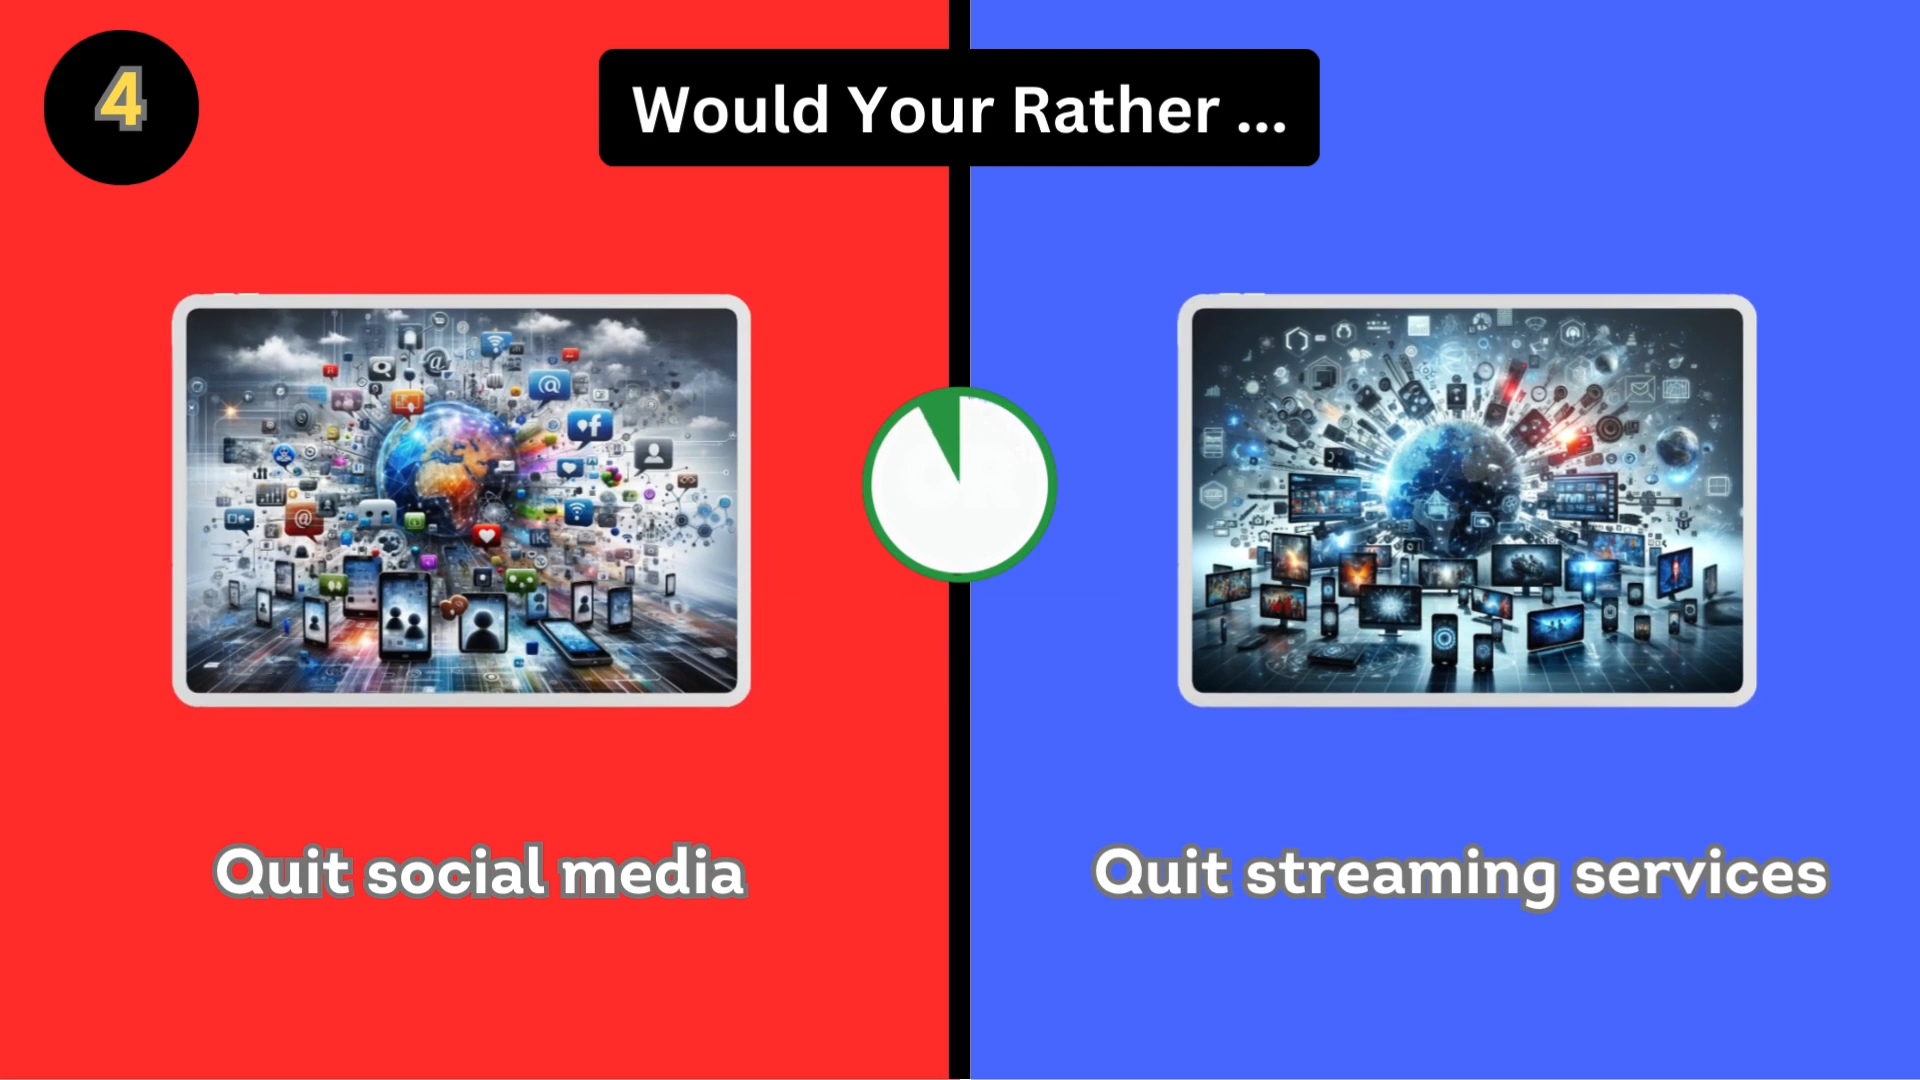 4
Would Your Rather ...
Quit social media
Quit streaming services